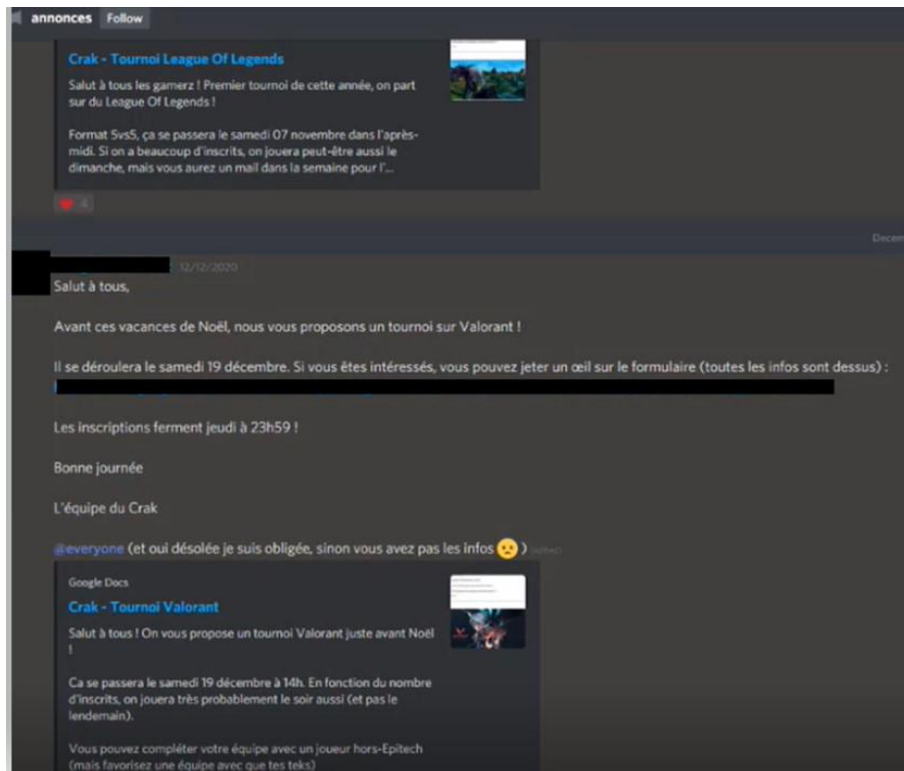 annonces Follow
Crak - Tournoi League Of Legends
Salut à tous les gamerz ! Premier tournoi de cette année, on part
sur du League Of Legends !
Format 5vs5, ça se passera le samedi 07 novembre dans l'après-
midi. Si on a beaucoup d'inscrits, on jouera peut-être aussi le
dimanche, mais vous aurez un mail dans la semaine pour l'...
4
Decem
12/12/2020
Salut à tous,
Avant ces vacances de Noël, nous vous proposons un tournoi sur Valorant !
Il se déroulera le samedi 19 décembre. Si vous êtes intéressés, vous pouvez jeter un œil sur le formulaire (toutes les infos sont dessus) :
Les inscriptions ferment jeudi à 23h59 !
Bonne journée
L'équipe du Crak
@everyone (et oui désolée je suis obligée, sinon vous avez pas les infos 😟 ) (edited)
Google Docs
Crak - Tournoi Valorant
Salut à tous ! On vous propose un tournoi Valorant juste avant Noël
!
Ca se passera le samedi 19 décembre à 14h. En fonction du nombre
d'inscrits, on jouera très probablement le soir aussi (et pas le
lendemain).
Vous pouvez compléter votre équipe avec un joueur hors-Epitech
(mais favorisez une équipe avec que tes teks)